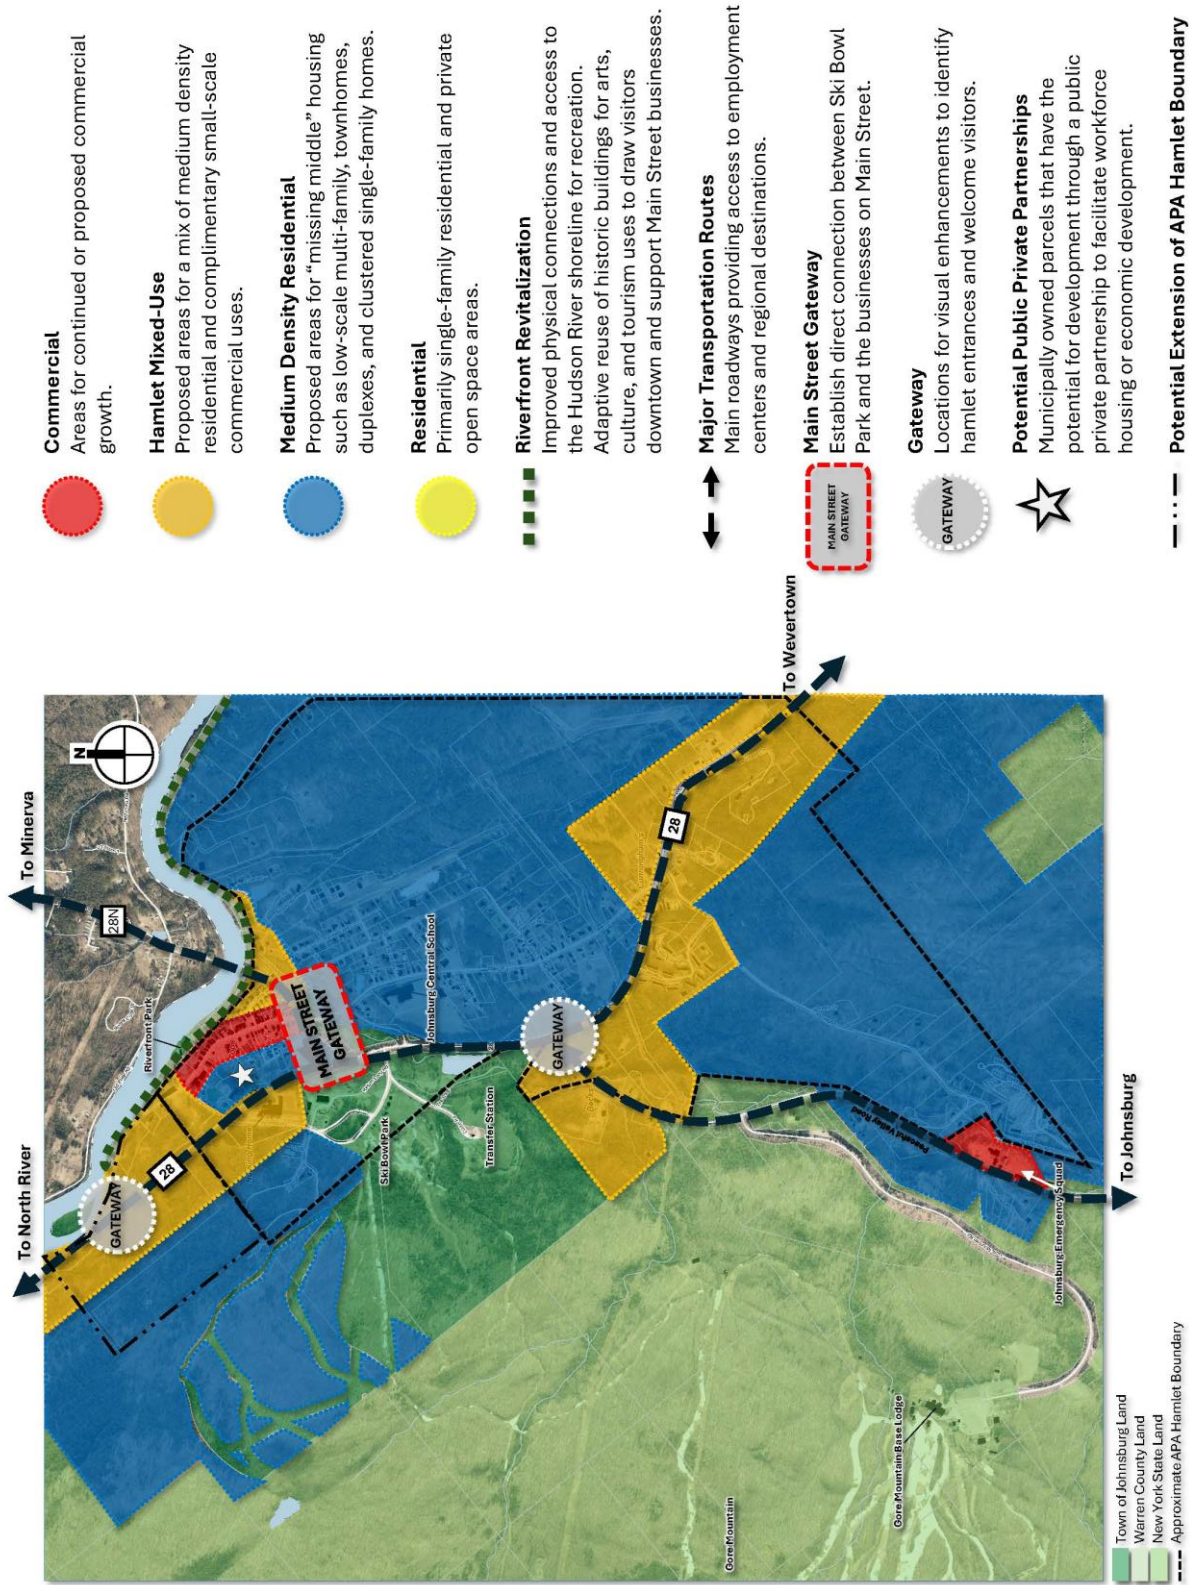 To North River
To Minerva
N
28N
GATEWAY
28
Riverfront Park
MAIN STREET
GATEWAY
Johnsburg Central School
Ski Bowl Park
Transfer Station
GATEWAY
28
To Wevertown
Peaceful Valley Road
Johnsburg Emergency Squad
To Johnsburg
Gore Mountain
Gore Mountain Base Lodge
Town of Johnsburg Land
Warren County Land
New York State Land
Approximate APA Hamlet Boundary
Commercial
Areas for continued or proposed commercial
growth.
Hamlet Mixed-Use
Proposed areas for a mix of medium density
residential and complimentary small-scale
commercial uses.
Medium Density Residential
Proposed areas for “missing middle” housing
such as low-scale multi-family, townhomes,
duplexes, and clustered single-family homes.
Residential
Primarily single-family residential and private
open space areas.
Riverfront Revitalization
Improved physical connections and access to
the Hudson River shoreline for recreation.
Adaptive reuse of historic buildings for arts,
culture, and tourism uses to draw visitors
downtown and support Main Street businesses.
Major Transportation Routes
Main roadways providing access to employment
centers and regional destinations.
MAIN STREET
GATEWAY
Main Street Gateway
Establish direct connection between Ski Bowl
Park and the businesses on Main Street.
GATEWAY
Gateway
Locations for visual enhancements to identify
hamlet entrances and welcome visitors.
Potential Public Private Partnerships
Municipally owned parcels that have the
potential for development through a public
private partnership to facilitate workforce
housing or economic development.
Potential Extension of APA Hamlet Boundary